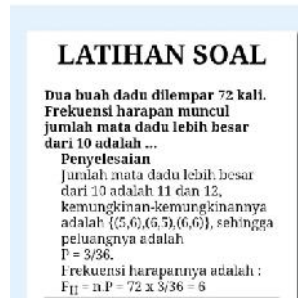 LATIHAN SOAL
Dua buah dadu dilempar 72 kali.
Frekuensi harapan muncul
jumlah mata dadu lebih besar
dari 10 adalah ...
Penyelesaian
Jumlah mata dadu lebih besar
dari 10 adalah 11 dan 12,
kemungkinan-kemungkinannya
adalah {(5,6),(6,5),(6,6)}, sehingga
peluangnya adalah
P = 3/36.
Frekuensi harapannya adalah :
FH = n.P = 72 x 3/36 = 6